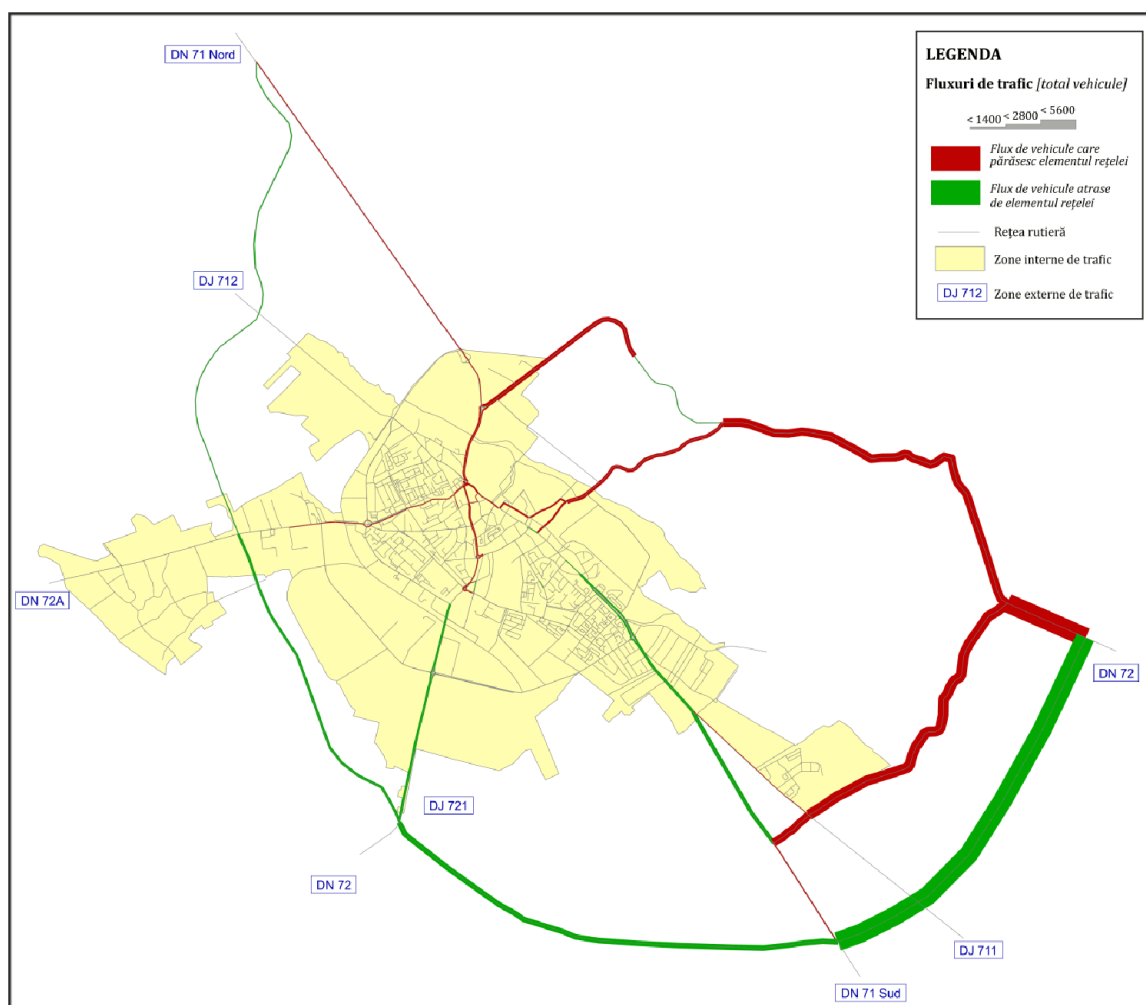 DN 71 Nord
LEGENDA
Fluxuri de trafic [total vehicule]
< 1400 < 2800 < 5600
Flux de vehicule care
părăsesc elementul rețelei
Flux de vehicule atrase
de elementul rețelei
Rețea rutieră
Zone interne de trafic
DJ 712 Zone externe de trafic
DJ 712
DN 72A
DN 72
DJ 721
DN 72
DJ 711
DN 71 Sud